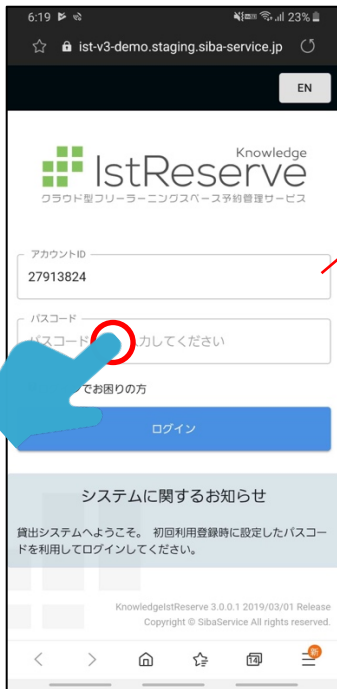 6:19
23%
ist-v3-demo.staging.siba-service.jp
EN
Knowledge
IstReserve
クラウド型フリーラーニングスペース予約管理サービス
アカウントID
27913824
パスコード
パスコード
力してください
でお困りの方
ログイン
システムに関するお知らせ
貸出システムへようこそ。 初回利用登録時に設定したパスコー
ドを利用してログインしてください。
KnowledgeIstReserve 3.0.0.1 2019/03/01 Release
Copyright © SibaService All rights reserved.
14
新